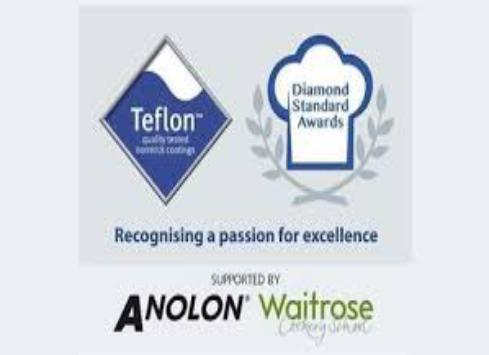 Teflon™
quality tested
nonstick coatings
Diamond
Standard
Awards
Recognising a passion for excellence
SUPPORTED BY
ANOLON®
Waitrose
Cookery School